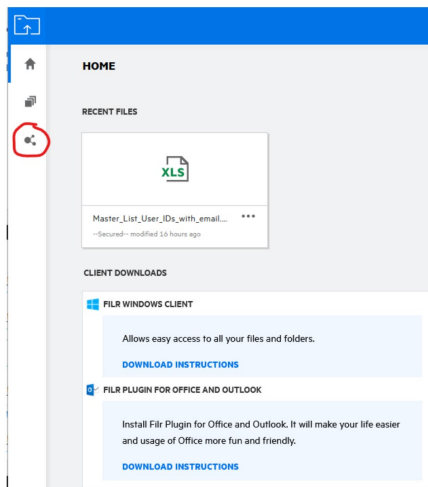 HOME
RECENT FILES
XLS
Master_List_User_IDs_with_email....
--Secured-- modified 16 hours ago
CLIENT DOWNLOADS
FILR WINDOWS CLIENT
Allows easy access to all your files and folders.
DOWNLOAD INSTRUCTIONS
FILR PLUGIN FOR OFFICE AND OUTLOOK
Install Filr Plugin for Office and Outlook. It will make your life easier
and usage of Office more fun and friendly.
DOWNLOAD INSTRUCTIONS